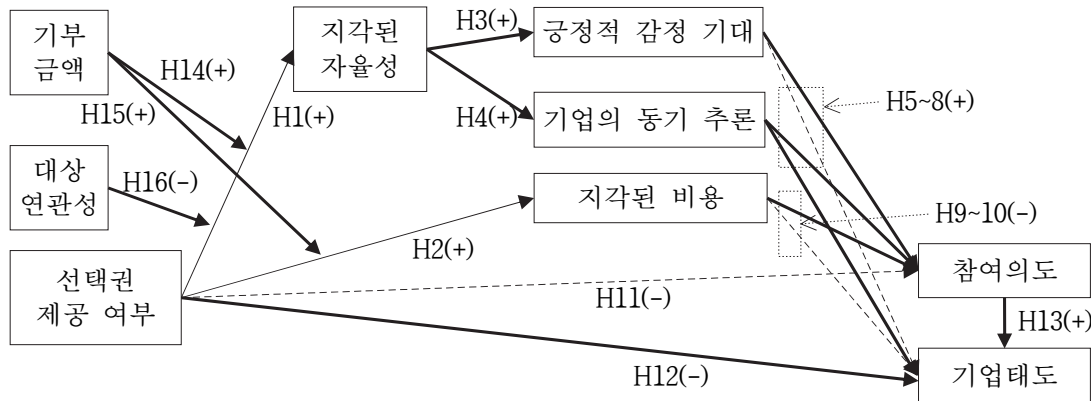 기부
금액
지각된
자율성
H3(+)
긍정적 감정 기대
H14(+)
H15(+)
H1(+)
H4(+)
기업의 동기 추론
H5~8(+)
대상
연관성
H16(-)
지각된 비용
H9~10(-)
H2(+)
선택권
제공 여부
참여의도
H11(-)
H13(+)
H12(-)
기업태도